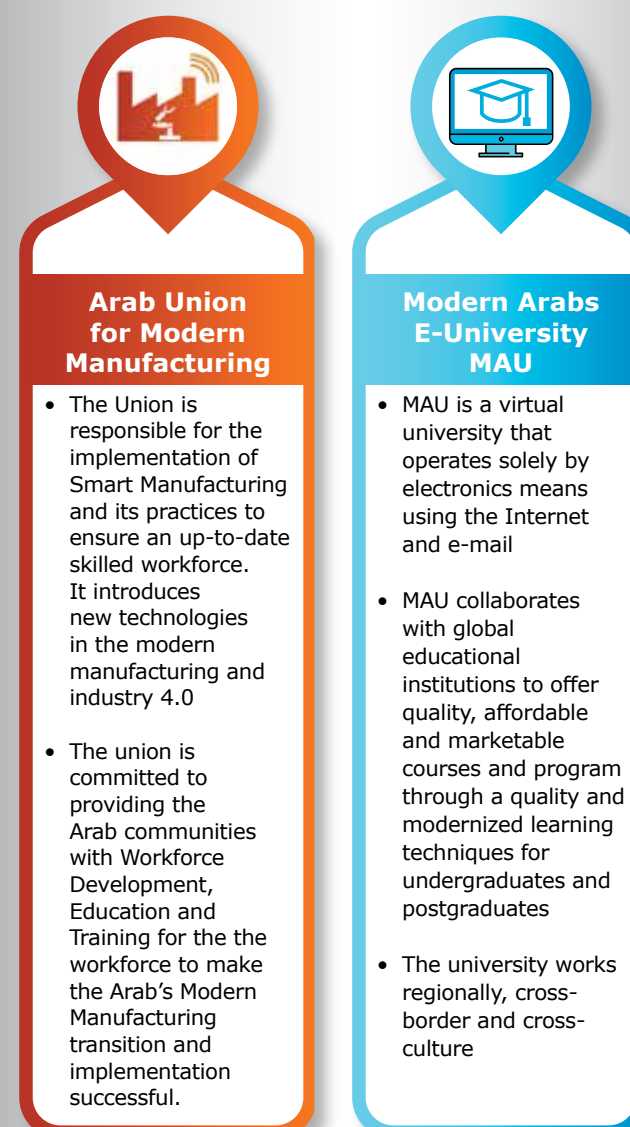 Arab Union
for Modern
Manufacturing
• The Union is
responsible for the
implementation of
Smart Manufacturing
and its practices to
ensure an up-to-date
skilled workforce.
It introduces
new technologies
in the modern
manufacturing and
industry 4.0
• The union is
committed to
providing the
Arab communities
with Workforce
Development,
Education and
Training for the the
workforce to make
the Arab’s Modern
Manufacturing
transition and
implementation
successful.
Modern Arabs
E-University
MAU
• MAU is a virtual
university that
operates solely by
electronics means
using the Internet
and e-mail
• MAU collaborates
with global
educational
institutions to offer
quality, affordable
and marketable
courses and program
through a quality and
modernized learning
techniques for
undergraduates and
postgraduates
• The university works
regionally, cross-
border and cross-
culture